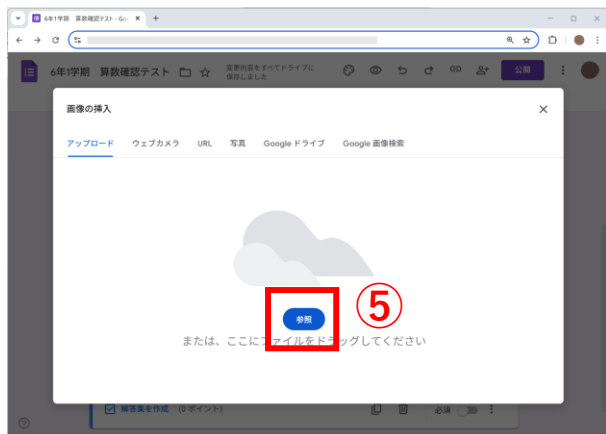 6年1学期 算数確認テスト - Go
6年1学期 算数確認テスト
変更内容をすべてドライブに
保存しました
公開
画像の挿入
アップロード ウェブカメラ URL 写真 Google ドライブ Google 画像検索
参照
⑤
または、ここにファイルをドラッグしてください
解答集を作成 (0 ポイント)
必須